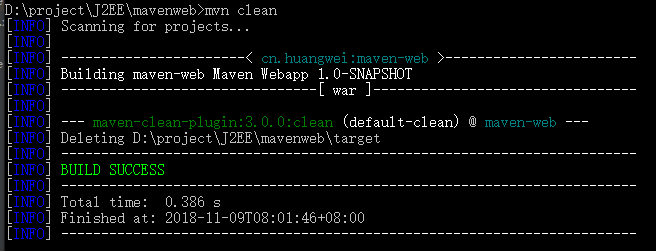 D:\project\J2EE\mavenweb>mvn clean
[INFO] Scanning for projects...
[INFO]
[INFO] -----------------------< cn.huangwei:maven-web >------------------------
[INFO] Building maven-web Maven Webapp 1.0-SNAPSHOT
[INFO] --------------------------------[ war ]---------------------------------
[INFO]
[INFO] --- maven-clean-plugin:3.0.0:clean (default-clean) @ maven-web ---
[INFO] Deleting D:\project\J2EE\mavenweb\target
[INFO] ------------------------------------------------------------------------
[INFO] BUILD SUCCESS
[INFO] ------------------------------------------------------------------------
[INFO] Total time:  0.386 s
[INFO] Finished at: 2018-11-09T08:01:46+08:00
[INFO] ------------------------------------------------------------------------